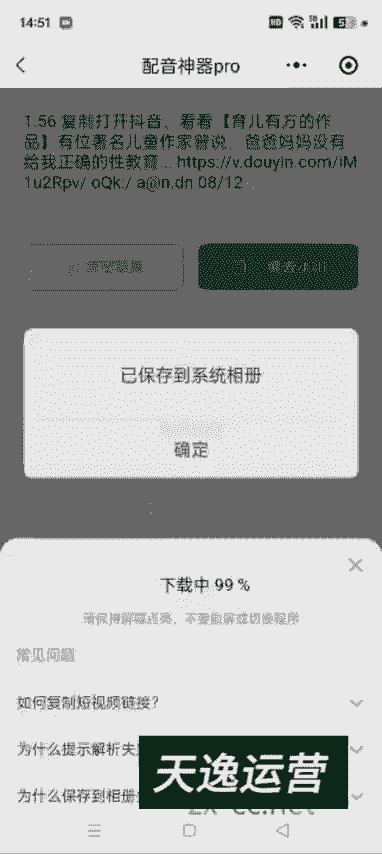 14:51
配音神器pro
1.56 复制打开抖音，看看【育儿有方的作
品】有位著名儿童作家曾说，爸爸妈妈没有
给我正确的性教育... https://v.douyin.com/iM
1u2Rpv/ oQk:/ a@n.dn 08/12
已保存到系统相册
确定
下载中 99 %
请保持屏幕点亮，不要锁屏或切换程序
常见问题
如何复制短视频链接？
为什么提示解析失
为什么保存到相册
天逸运营